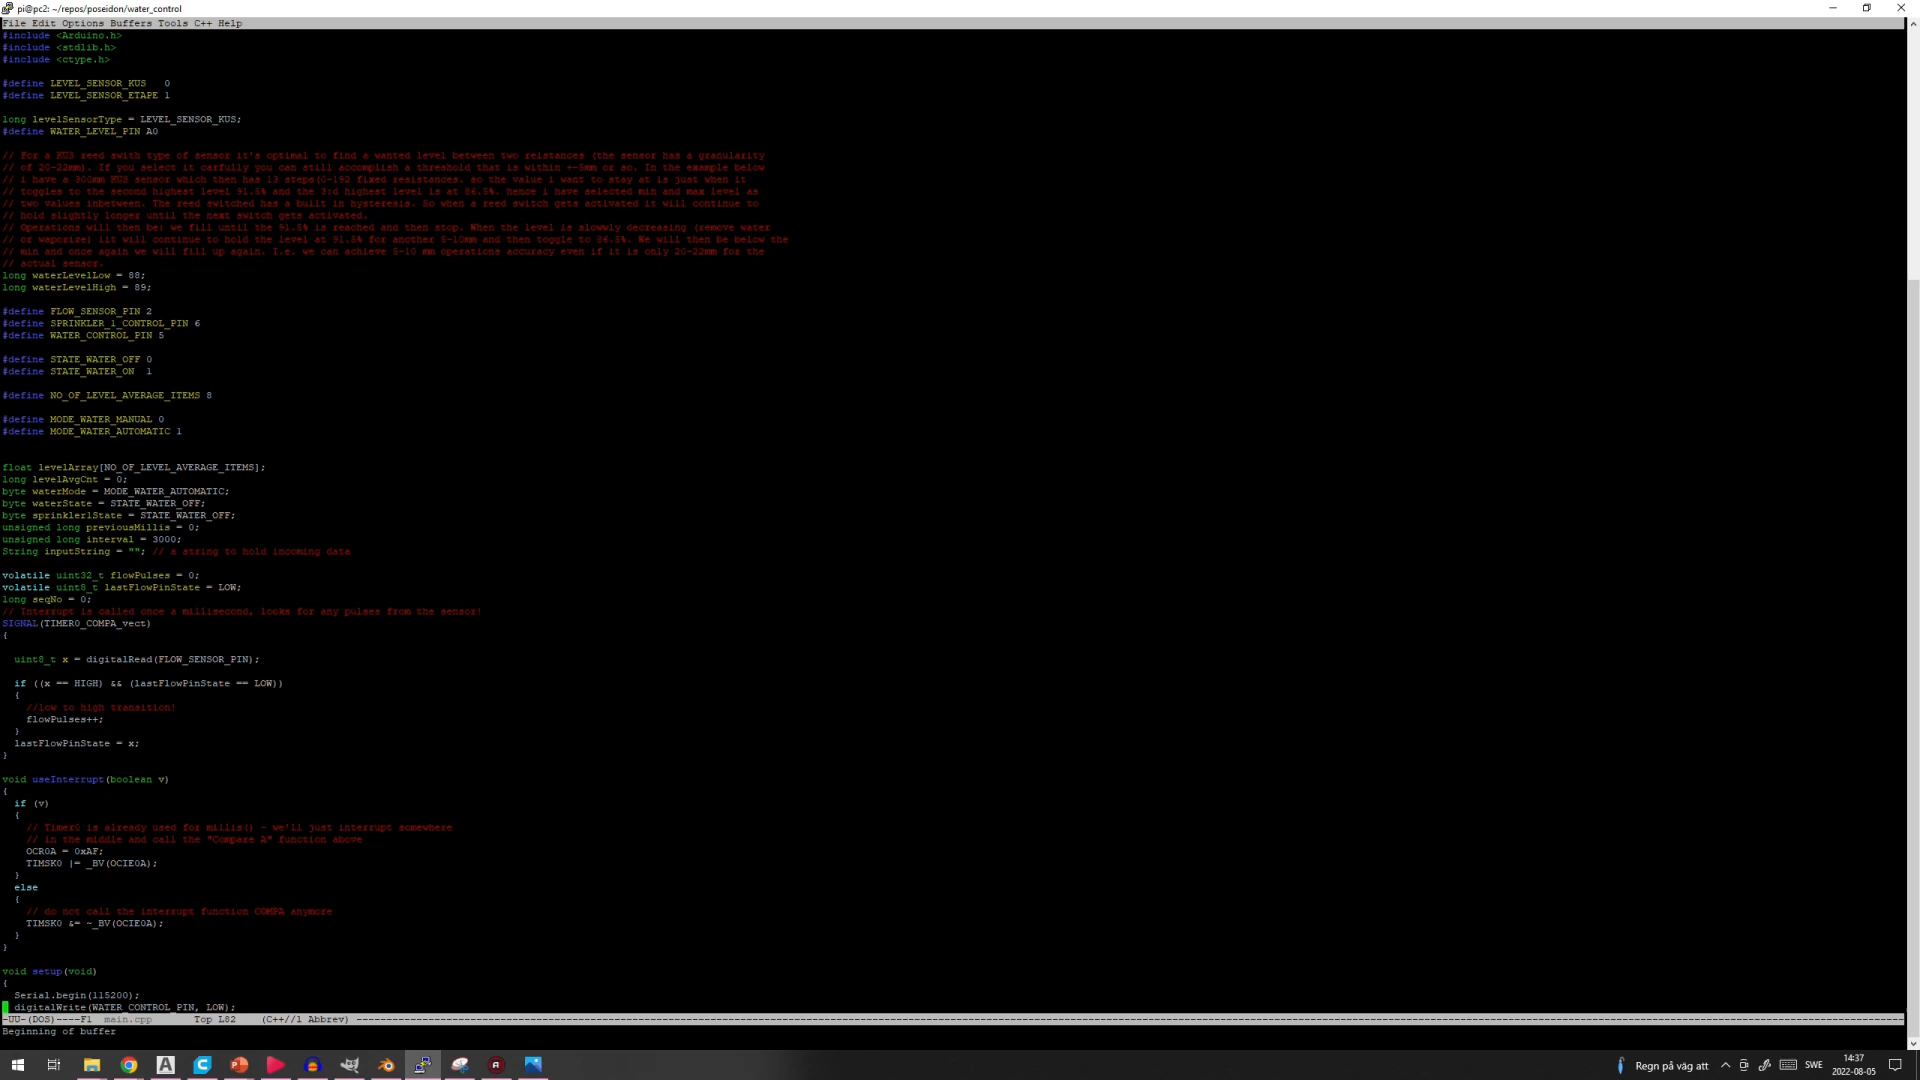 pi@pc2: ~/repos/poseidon/water_control
File Edit Options Buffers Tools C++ Help
#include <Arduino.h>
#include <stdlib.h>
#include <ctype.h>
#define LEVEL_SENSOR_KUS   0
#define LEVEL_SENSOR_ETAPE 1
long levelSensorType = LEVEL_SENSOR_KUS;
#define WATER_LEVEL_PIN A0
// For a KUS reed swith type of sensor it's optimal to find a wanted level between two reistances (the sensor has a granularity
// of 20-22mm). If you select it carfully you can still accomplish a threshold that is within +-5mm or so. In the example below
// i have a 300mm KUS sensor which then has 13 steps(0-192 fixed resistances. so the value i want to stay at is just when it
// toggles to the second highest level 91.5% and the 3:d highest level is at 86.5%. hence i have selected min and max level as
// two values inbetween. The reed switched has a built in hysteresis. So when a reed switch gets activated it will continue to
// hold slightly longer until the next switch gets activated.
// Operations will then be: we fill until the 91.5% is reached and then stop. When the level is slowwly decreasing (remove water
// or vaporize) iit will continue to hold the level at 91.5% for another 5-10mm and then toggle to 86.5%. We will then be below the
// min and once again we will fill up again. I.e. we can achieve 5-10 mm operations accuracy even if it is only 20-22mm for the
// actual sensor.
long waterLevelLow = 88;
long waterLevelHigh = 89;
#define FLOW_SENSOR_PIN 2
#define SPRINKLER_1_CONTROL_PIN 6
#define WATER_CONTROL_PIN 5
#define STATE_WATER_OFF 0
#define STATE_WATER_ON  1
#define NO_OF_LEVEL_AVERAGE_ITEMS 8
#define MODE_WATER_MANUAL 0
#define MODE_WATER_AUTOMATIC 1
float levelArray[NO_OF_LEVEL_AVERAGE_ITEMS];
long levelAvgCnt = 0;
byte waterMode = MODE_WATER_AUTOMATIC;
byte waterState = STATE_WATER_OFF;
byte sprinkler1State = STATE_WATER_OFF;
unsigned long previousMillis = 0;
unsigned long interval = 3000;
String inputString = ""; // a string to hold incoming data
volatile uint32_t flowPulses = 0;
volatile uint8_t lastFlowPinState = LOW;
long seqNo = 0;
// Interrupt is called once a millisecond, looks for any pulses from the sensor!
SIGNAL(TIMER0_COMPA_vect)
{
uint8_t x = digitalRead(FLOW_SENSOR_PIN);
if ((x == HIGH) && (lastFlowPinState == LOW))
{
//low to high transition!
flowPulses++;
}
lastFlowPinState = x;
}
void useInterrupt(boolean v)
{
if (v)
{
// Timer0 is already used for millis() - we'll just interrupt somewhere
// in the middle and call the "Compare A" function above
OCR0A = 0xAF;
TIMSK0 |= _BV(OCIE0A);
}
else
{
// do not call the interrupt function COMPA anymore
TIMSK0 &= ~_BV(OCIE0A);
}
}
void setup(void)
{
Serial.begin(115200);
digitalWrite(WATER_CONTROL_PIN, LOW);
-UU-(DOS)----F1  main.cpp       Top L82    (C++//l Abbrev) ----
Beginning of buffer
Regn på väg att
SWE
14:37
2022-08-05